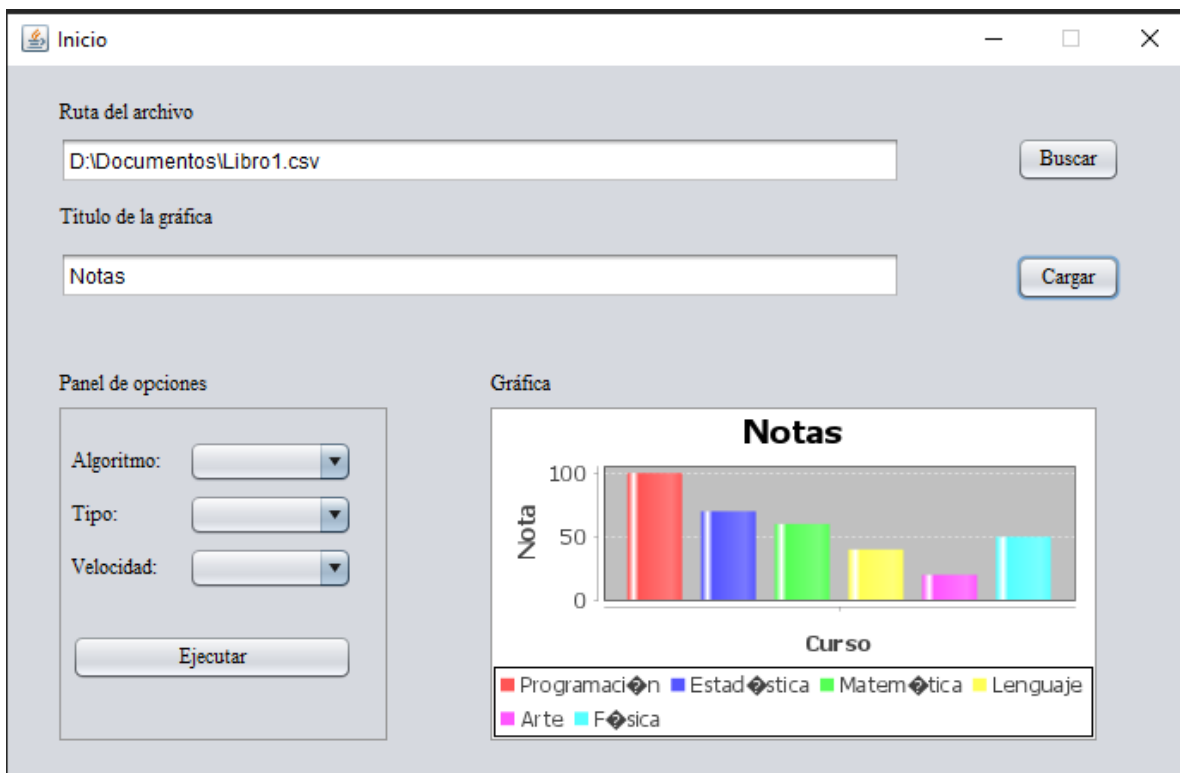 Inicio
Ruta del archivo
D:\Documentos\Libro1.csv
Buscar
Titulo de la gráfica
Notas
Cargar
Panel de opciones
Algoritmo:
Tipo:
Velocidad:
Ejecutar
Gráfica
Notas
Nota
100
50
0
Curso
Programaci�n Estad�stica Matem�tica Lenguaje
Arte F�sica